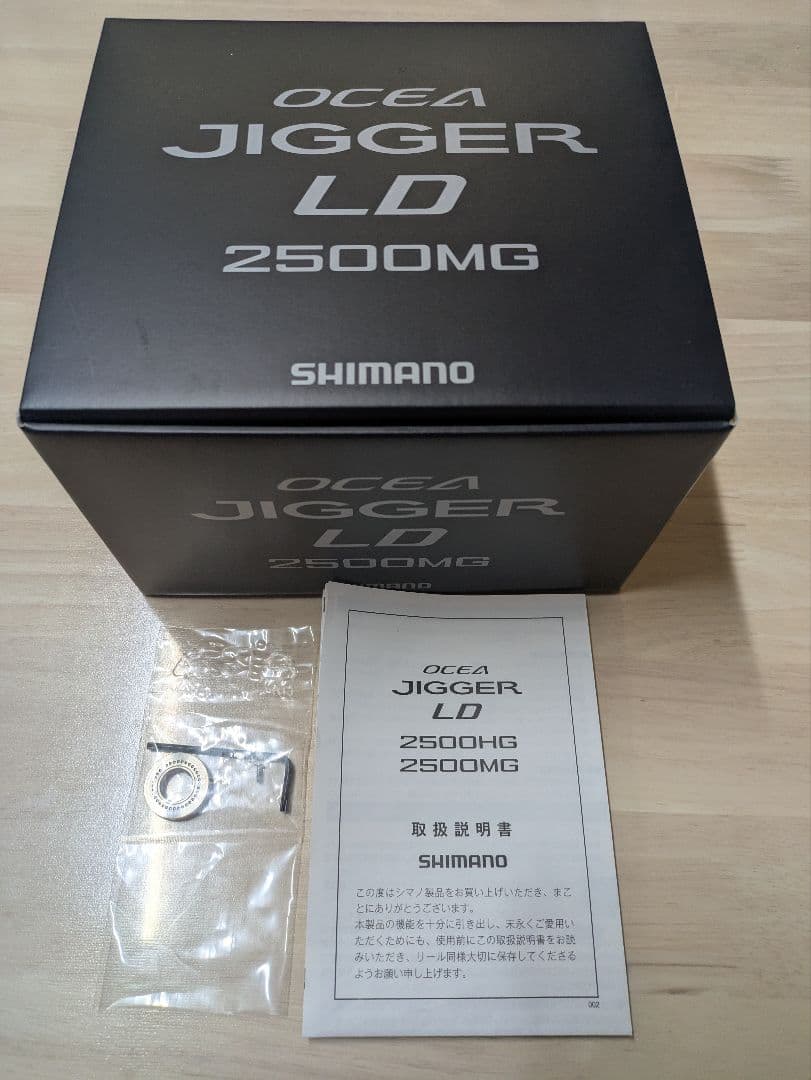 OCEA
JIGGER
LD
2500MG
SHIMANO
OCEA
JIGGER
LD
2500MG
SHIMANO
OCEA
JIGGER
LD
2500HG
2500MG
取扱説明書
SHIMANO
この度はシマノ製品をお買い上げいただき、まこ
とにありがとうございます。
本製品の機能を十分に引き出し、末永くご愛用い
ただくためにも、使用前にこの取扱説明書をお読
みいただき、リール同様大切に保存してくださる
ようお願い申し上げます。
002